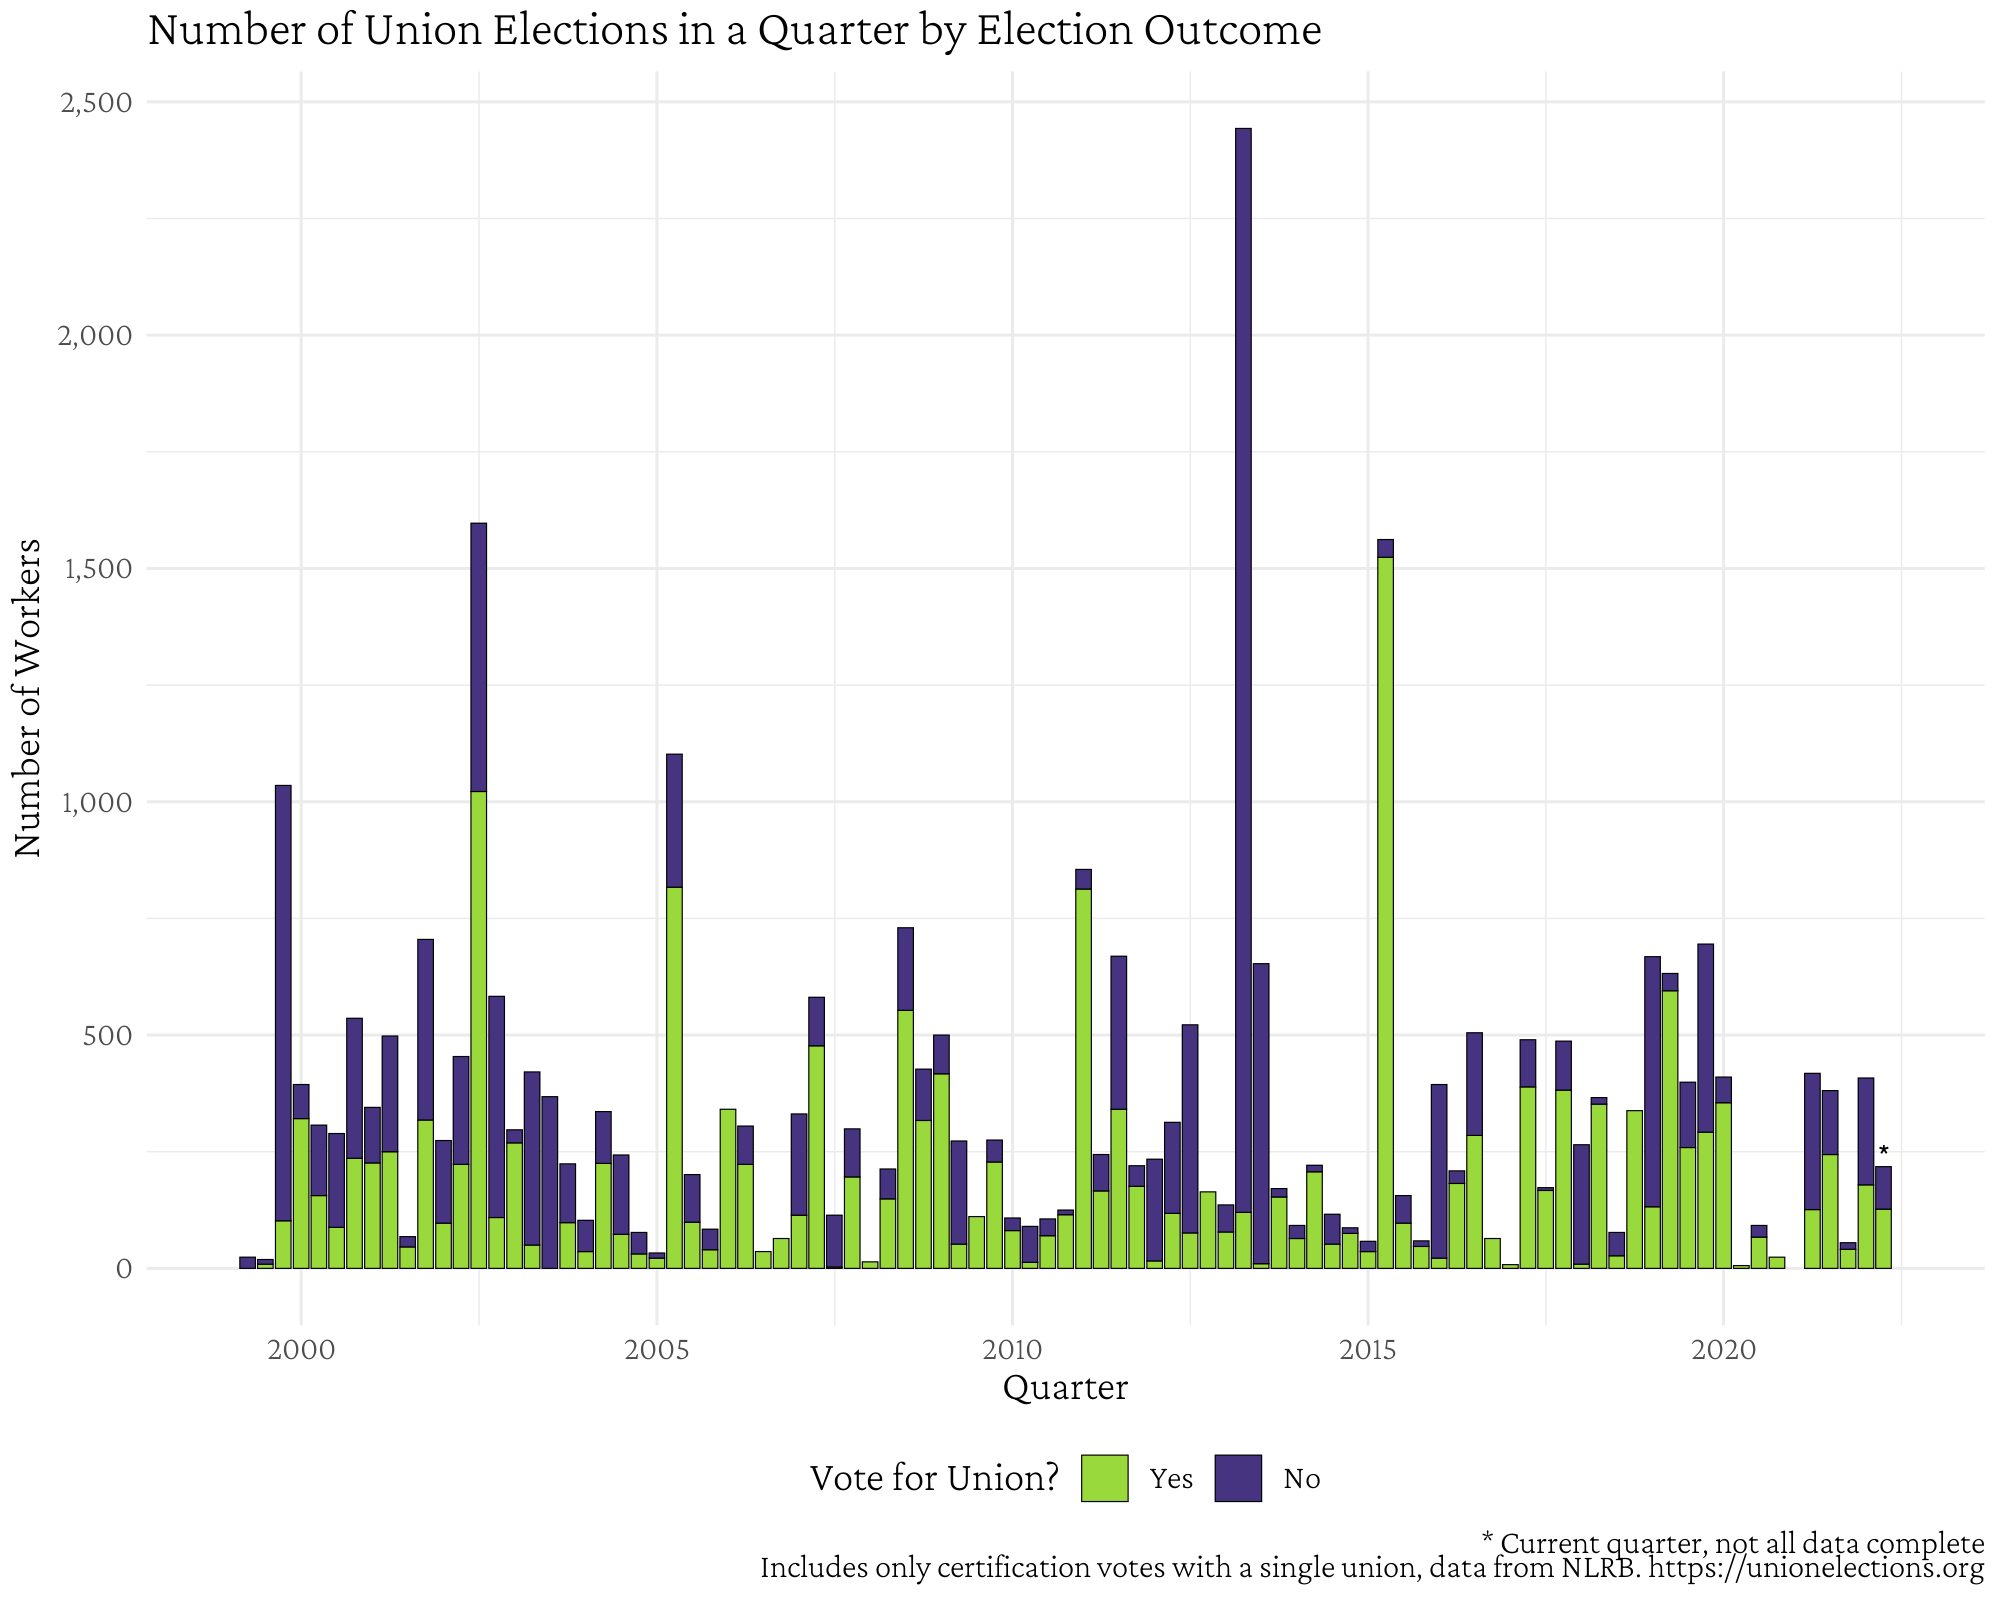 Number of Union Elections in a Quarter by Election Outcome
Number of Workers
2,500
2,000
1,500
1,000
500
0
*
2000 2005 2010 2015 2020
Quarter
Vote for Union? Yes No
* Current quarter, not all data complete
Includes only certification votes with a single union, data from NLRB. https://unionelections.org